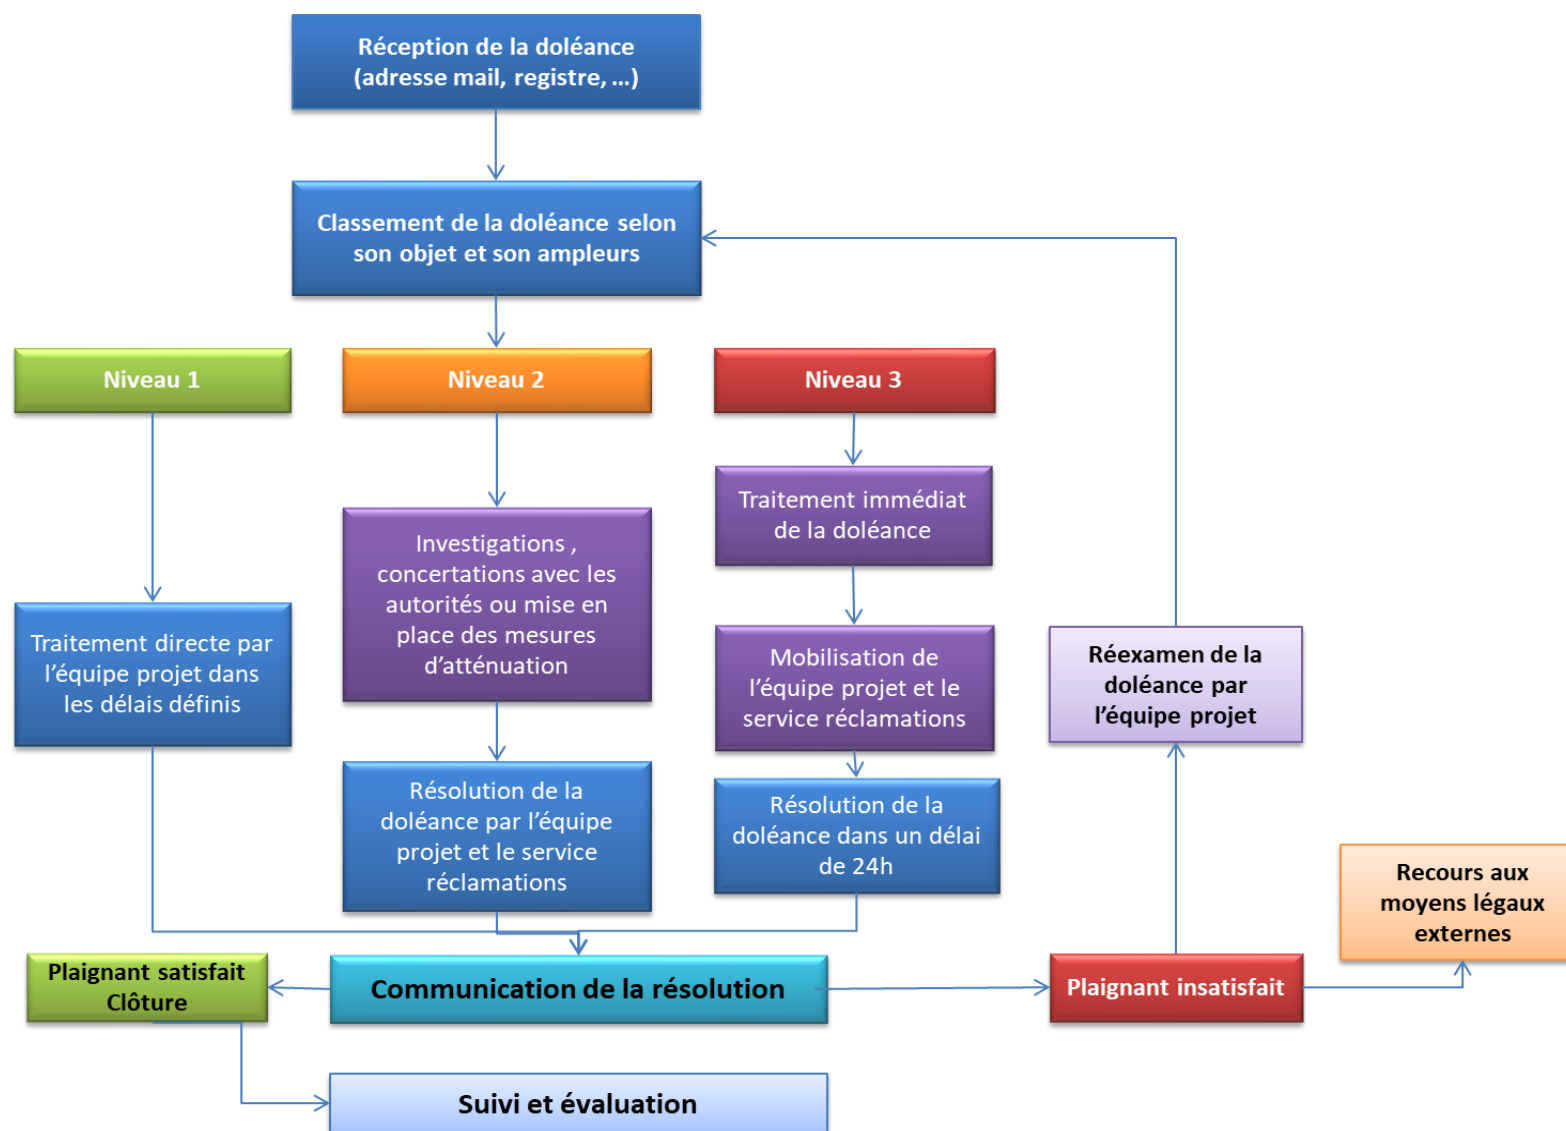 Réception de la doléance
(adresse mail, registre, ...)
Classement de la doléance selon
son objet et son ampleurs
Niveau 1
Niveau 2
Niveau 3
Traitement immédiat
de la doléance
Investigations ,
concertations avec les
autorités ou mise en
place des mesures
d’atténuation
Traitement directe par
l’équipe projet dans
les délais définis
Mobilisation de
l’équipe projet et le
service réclamations
Réexamen de la
doléance par
l’équipe projet
Résolution de la
doléance par l’équipe
projet et le service
réclamations
Résolution de la
doléance dans un délai
de 24h
Recours aux
moyens légaux
externes
Plaignant satisfait
Clôture
Communication de la résolution
Plaignant insatisfait
Suivi et évaluation